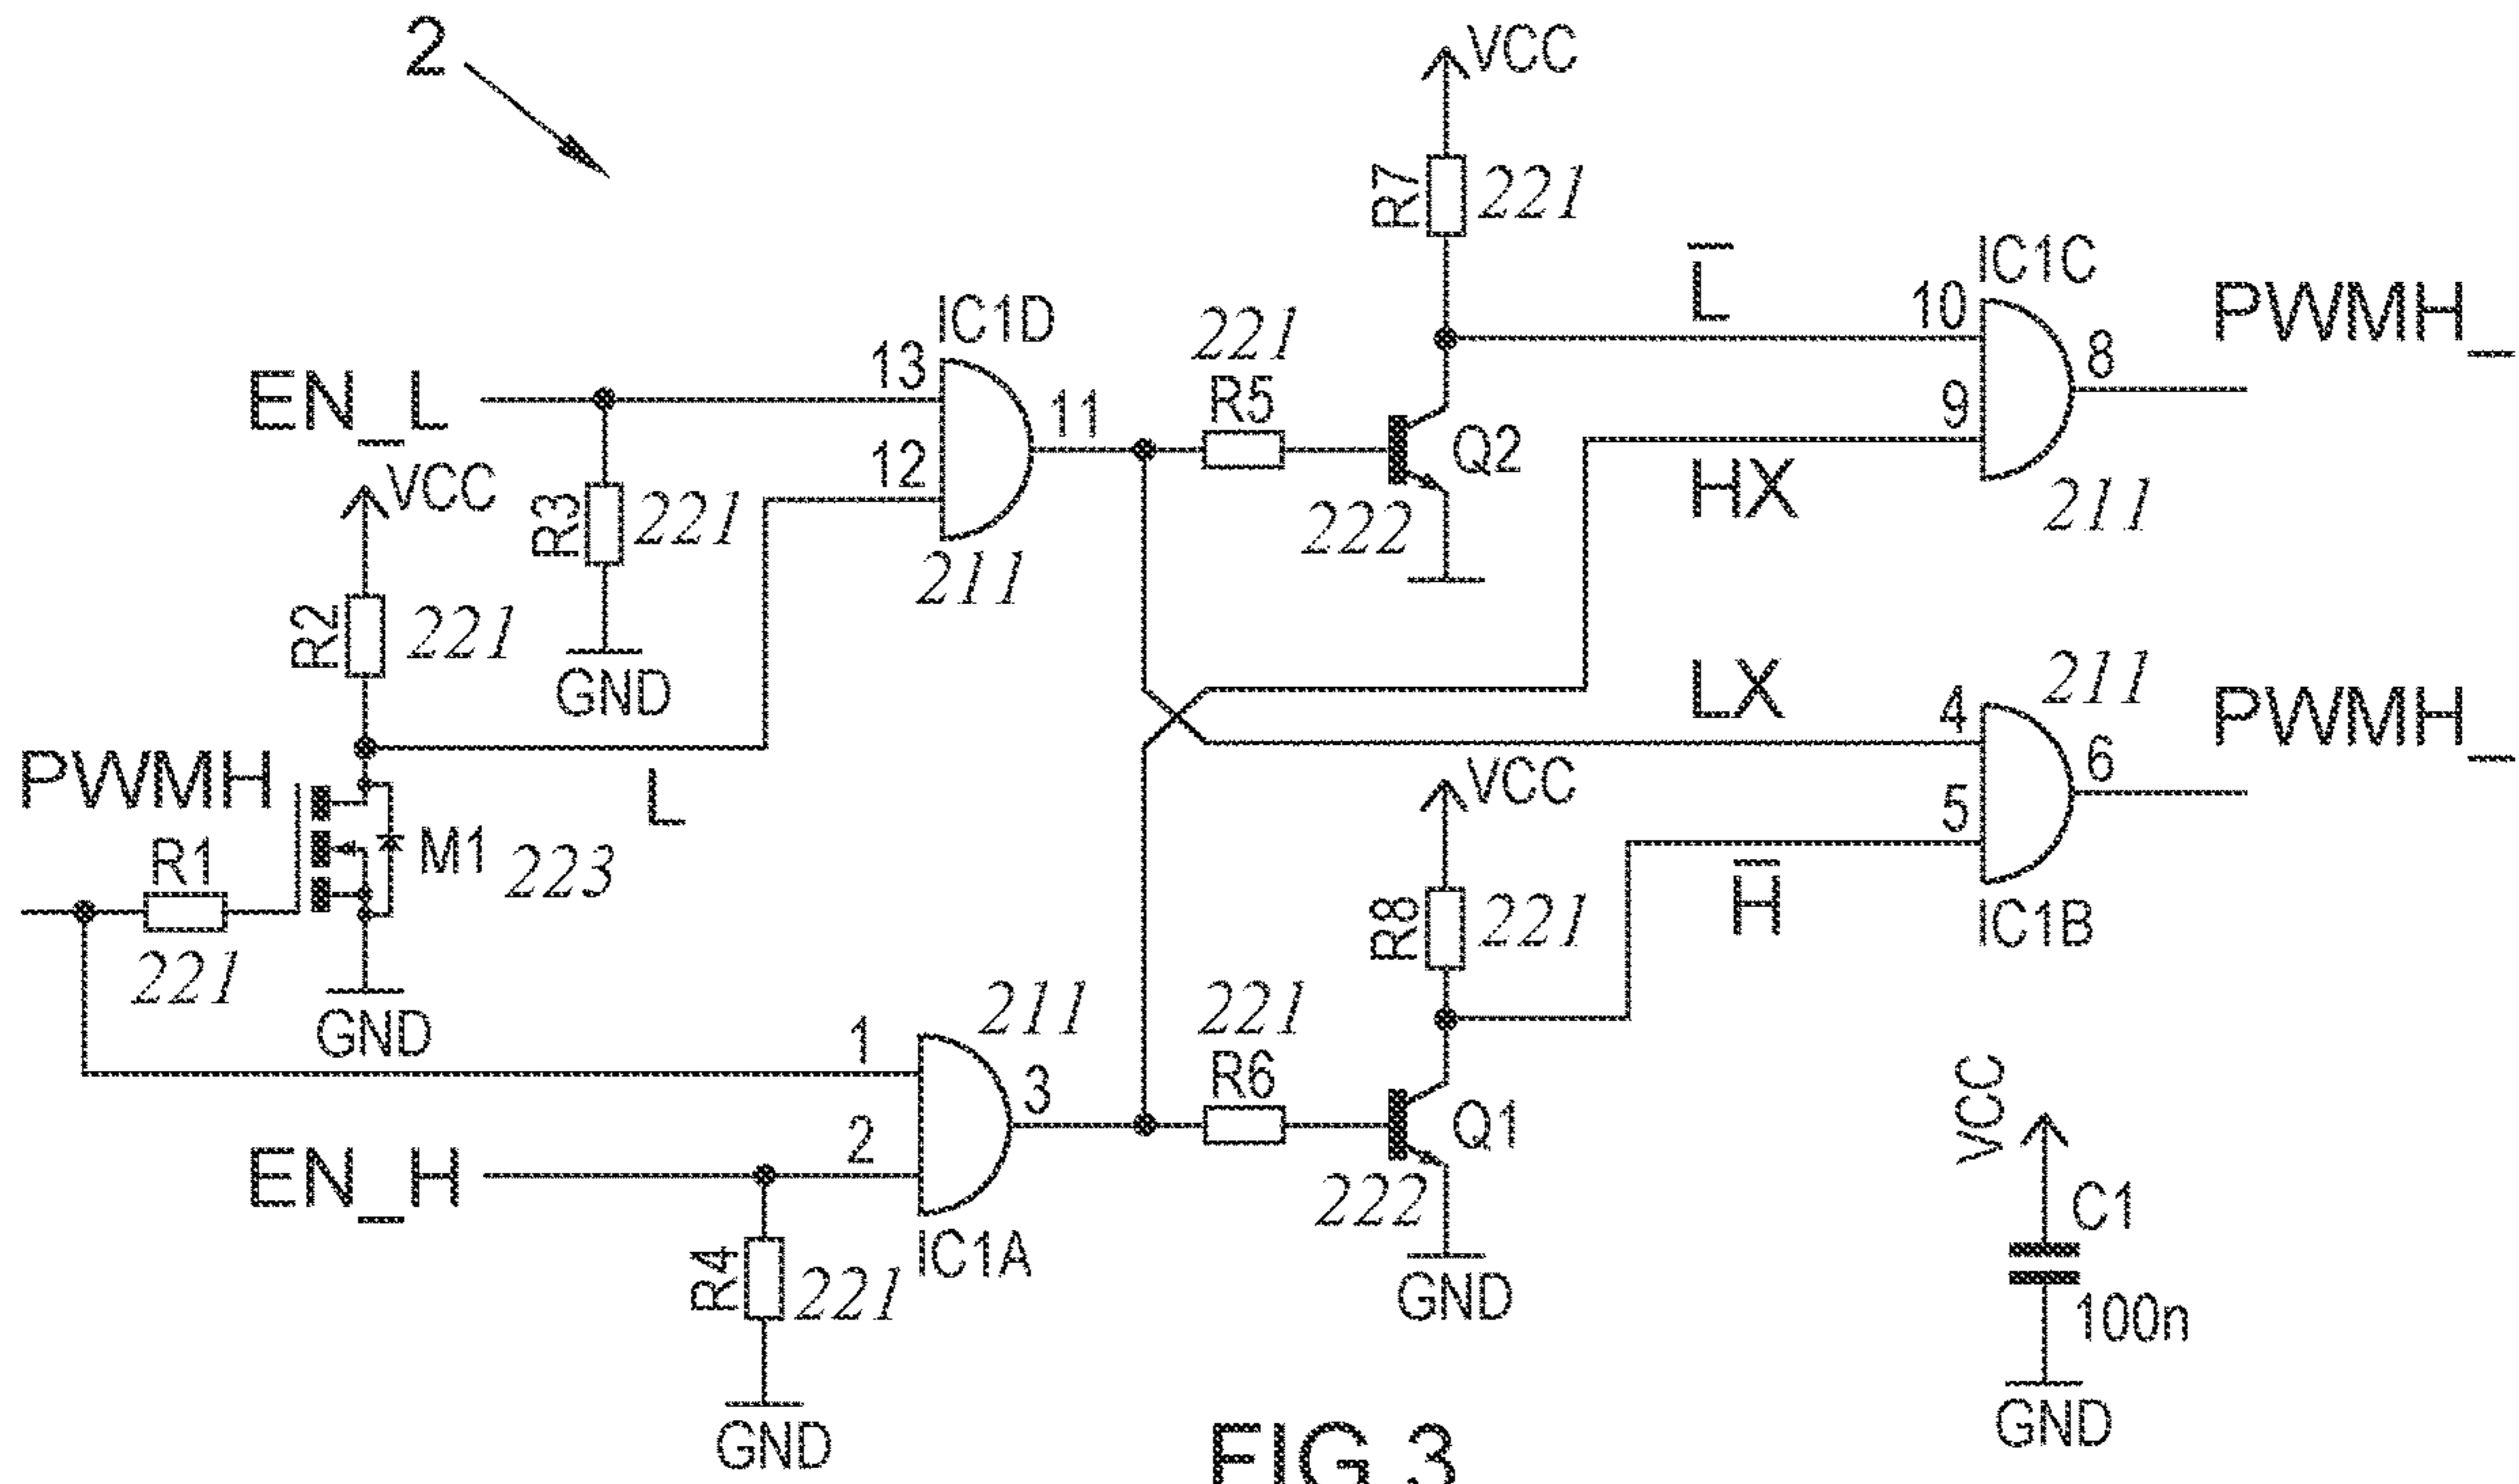 2
VCC
R7
221
IC1C
L
10
PWMH_
8
9
HX
211
IC1D
EN_L
13
11
12
211
221
R5
Q2
222
VCC
R3
221
GND
R2
221
LX
211
4
PWMH_
6
5
PWMH
L
M1
223
R1
221
GND
VCC
R8
221
H
IC1B
1
211
3
2
221
R6
Q1
222
EN_H
IC1A
R4
221
GND
GND
VCC
C1
100n
GND
FIG.3